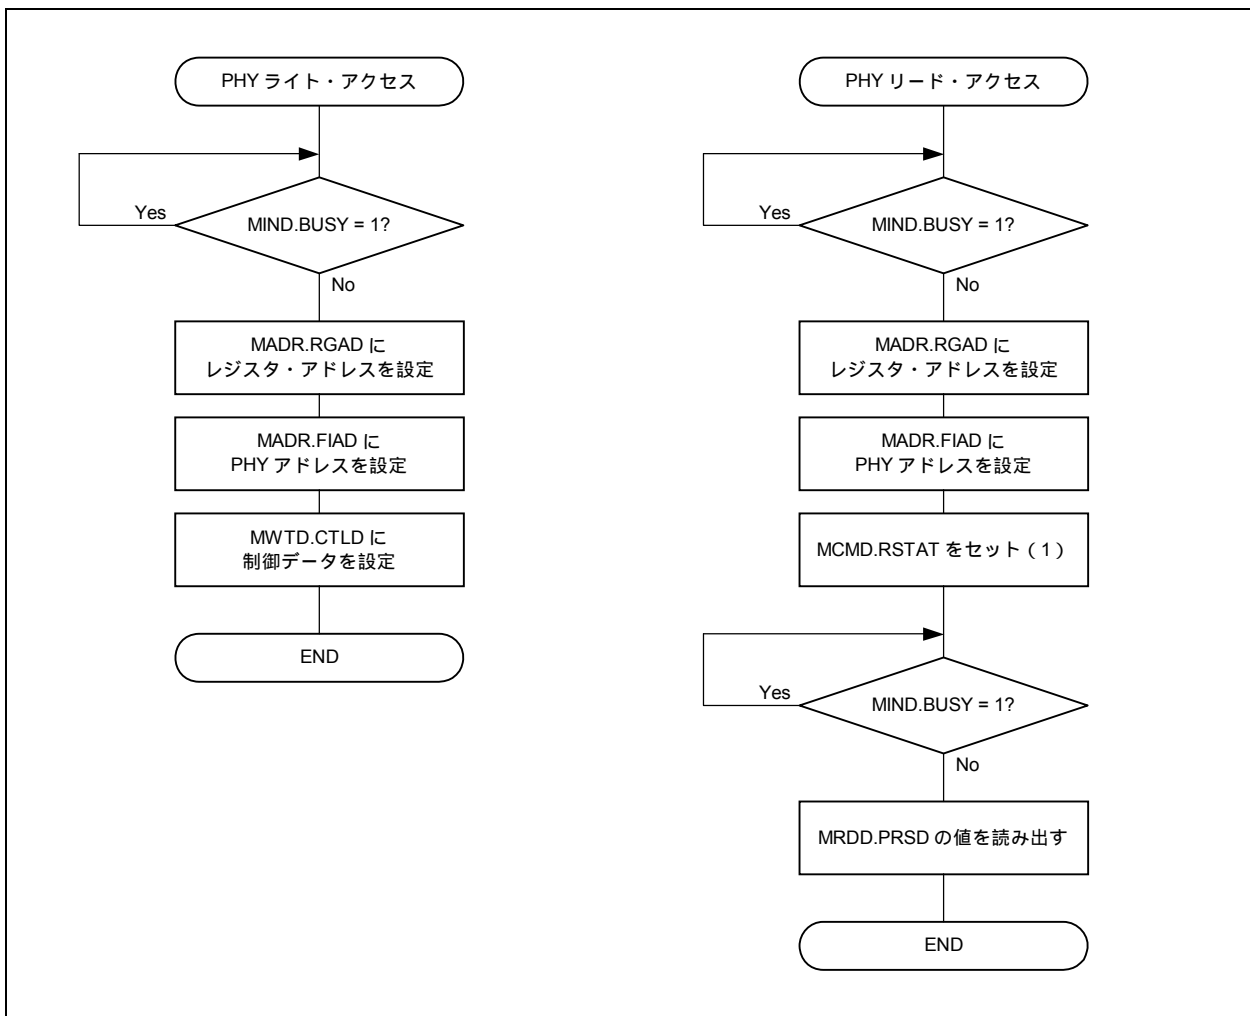 PHY ライト・アクセス
Yes
MIND.BUSY = 1?
No
MADR.RGAD に
レジスタ・アドレスを設定
MADR.FIAD に
PHY アドレスを設定
MWTD.CTLD に
制御データを設定
END
PHY リード・アクセス
Yes
MIND.BUSY = 1?
No
MADR.RGAD に
レジスタ・アドレスを設定
MADR.FIAD に
PHY アドレスを設定
MCMD.RSTAT をセット（1）
Yes
MIND.BUSY = 1?
No
MRDD.PRSD の値を読み出す
END